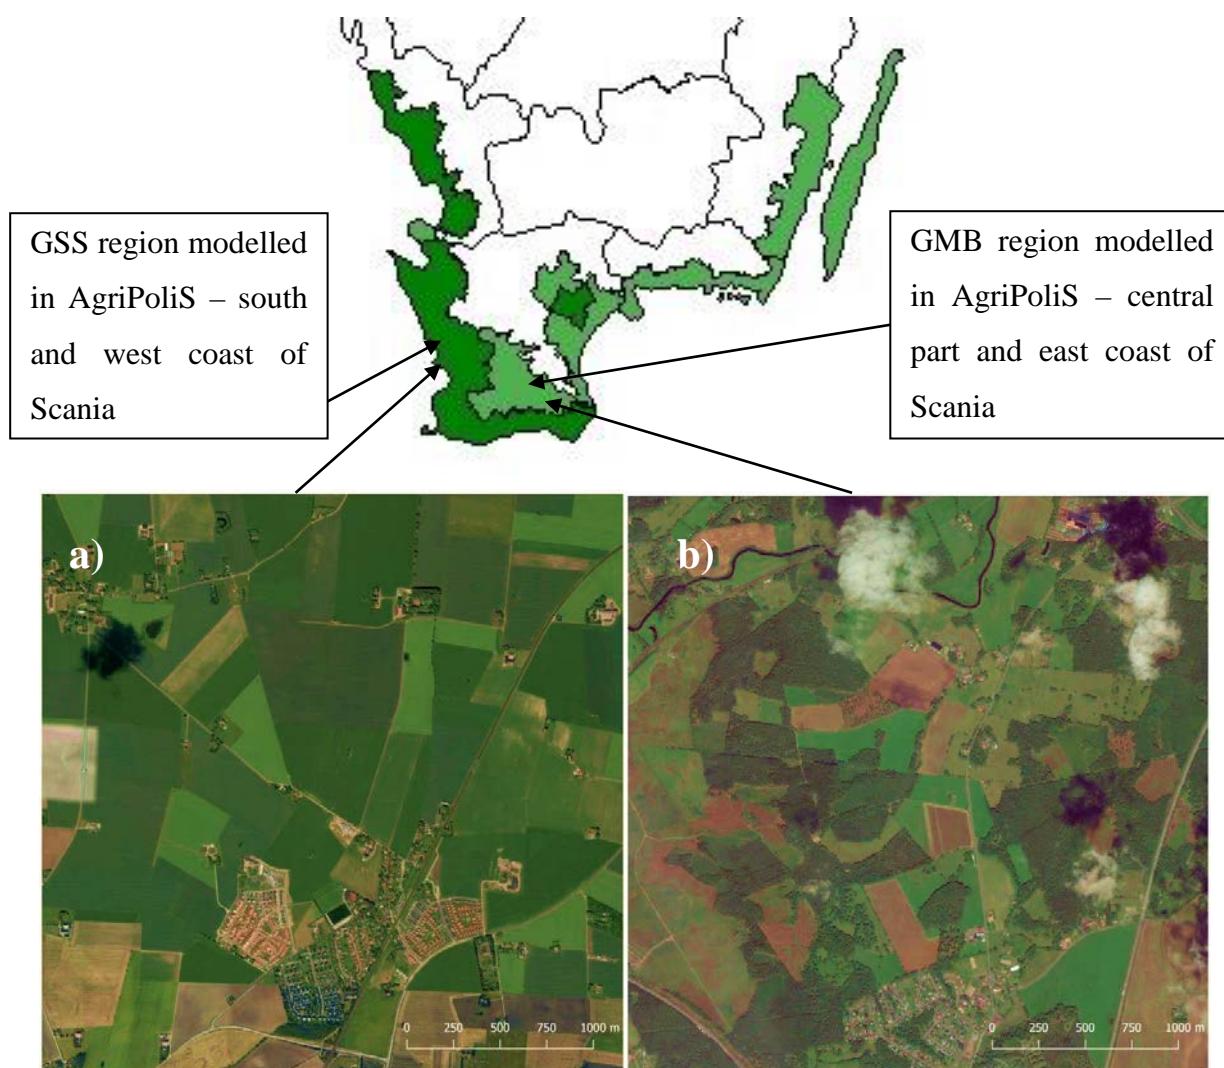 GSS region modelled
in AgriPoliS – south
and west coast of
Scania
GMB region modelled
in AgriPoliS – central
part and east coast of
Scania
a)
b)
0 250 500 750 1000 m
0 250 500 750 1000 m